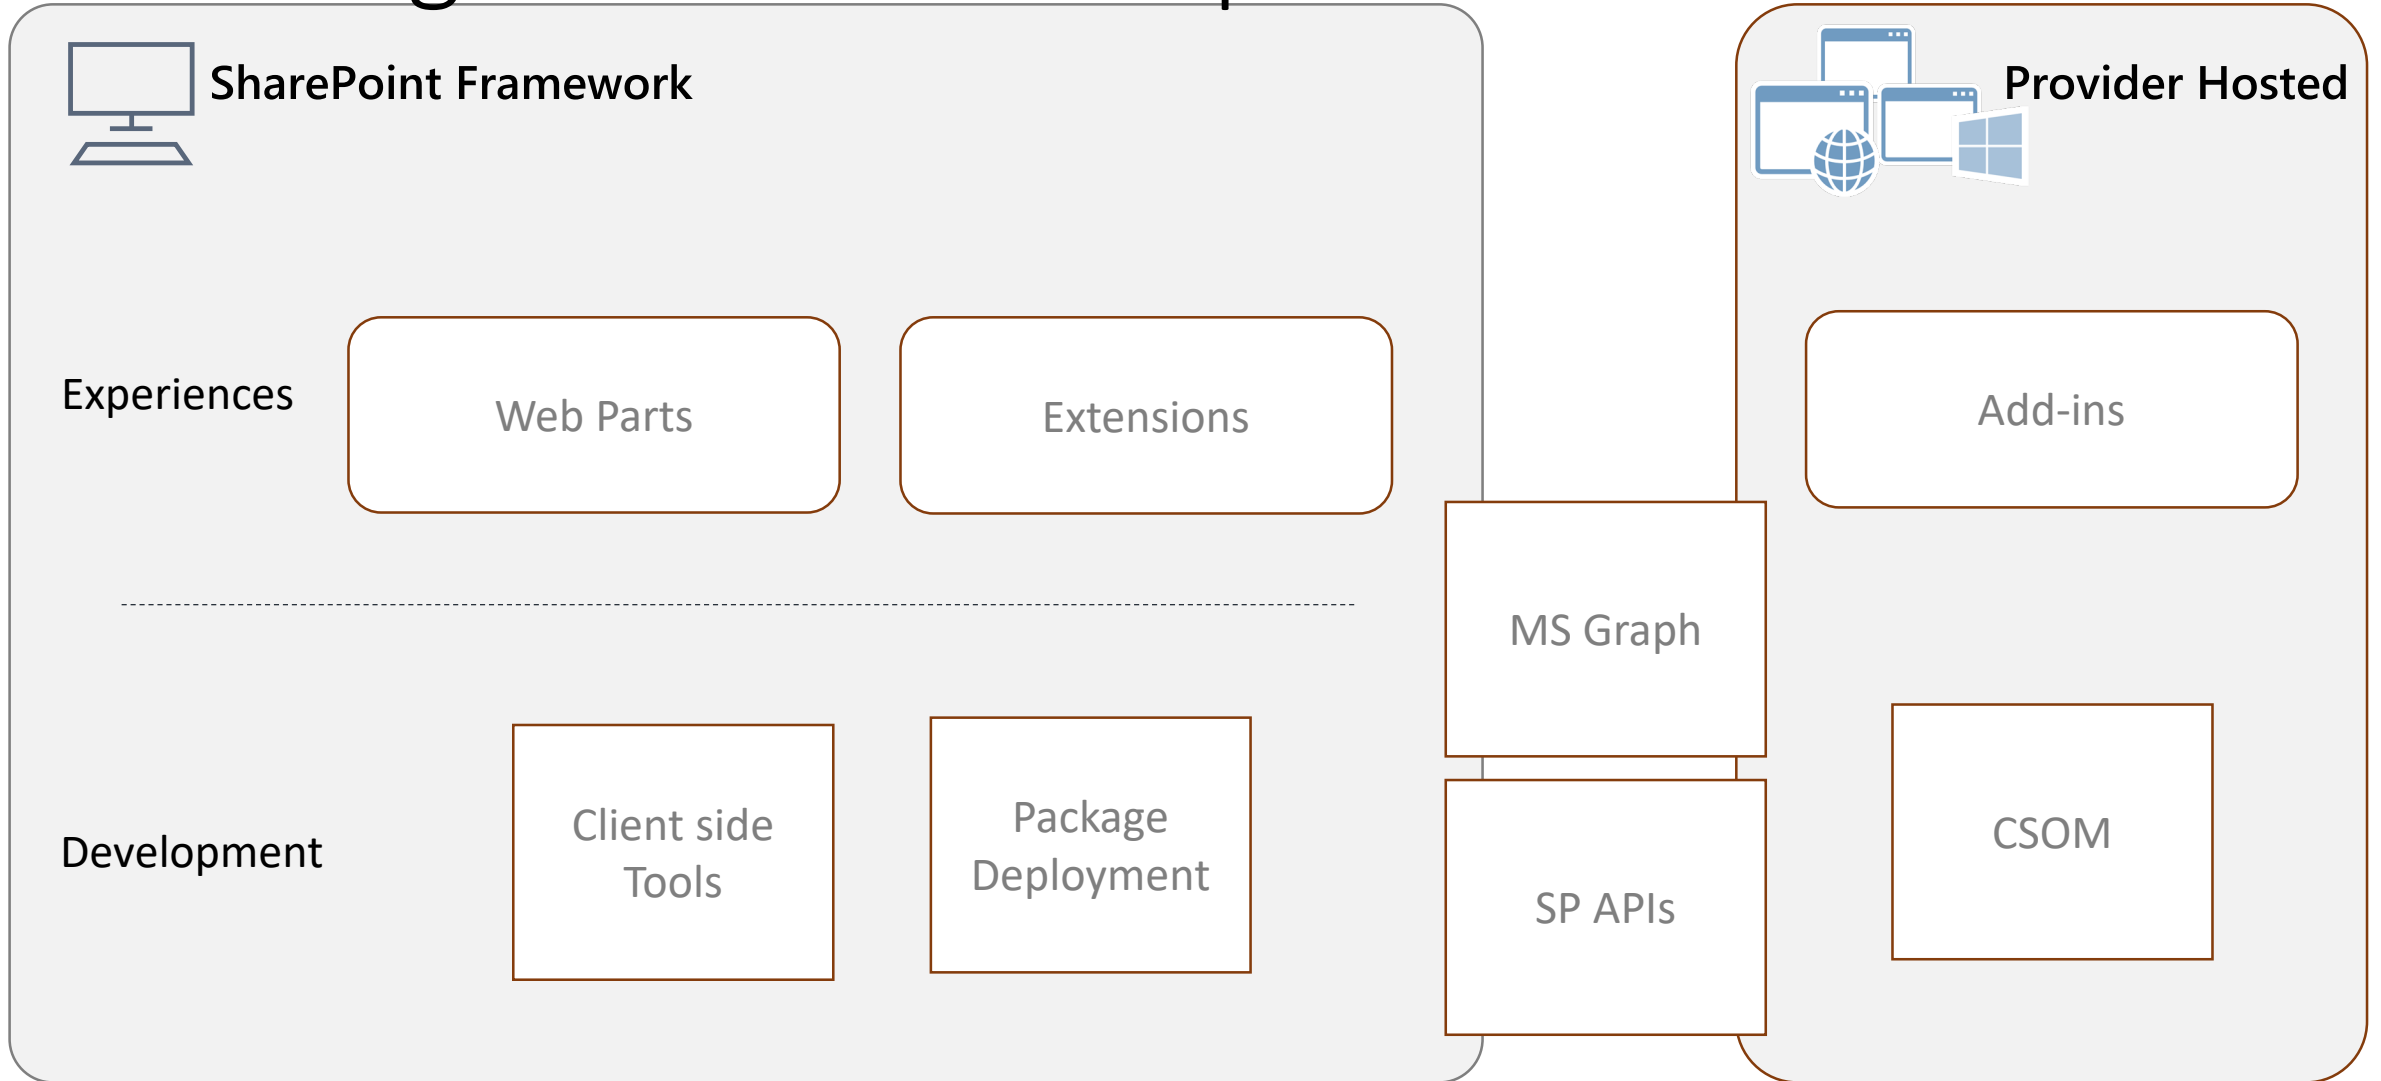 SharePoint Framework
Provider Hosted
Experiences
Web Parts
Extensions
Add-ins
MS Graph
Development
Client side
Tools
Package
Deployment
SP APIs
CSOM